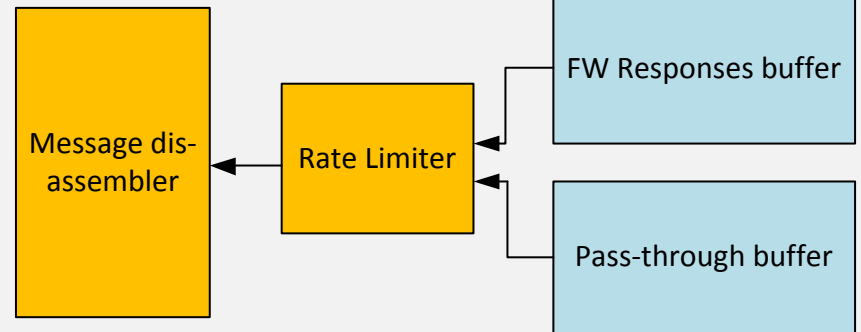 Message dis-
assembler
Rate Limiter
FW Responses buffer
Pass-through buffer